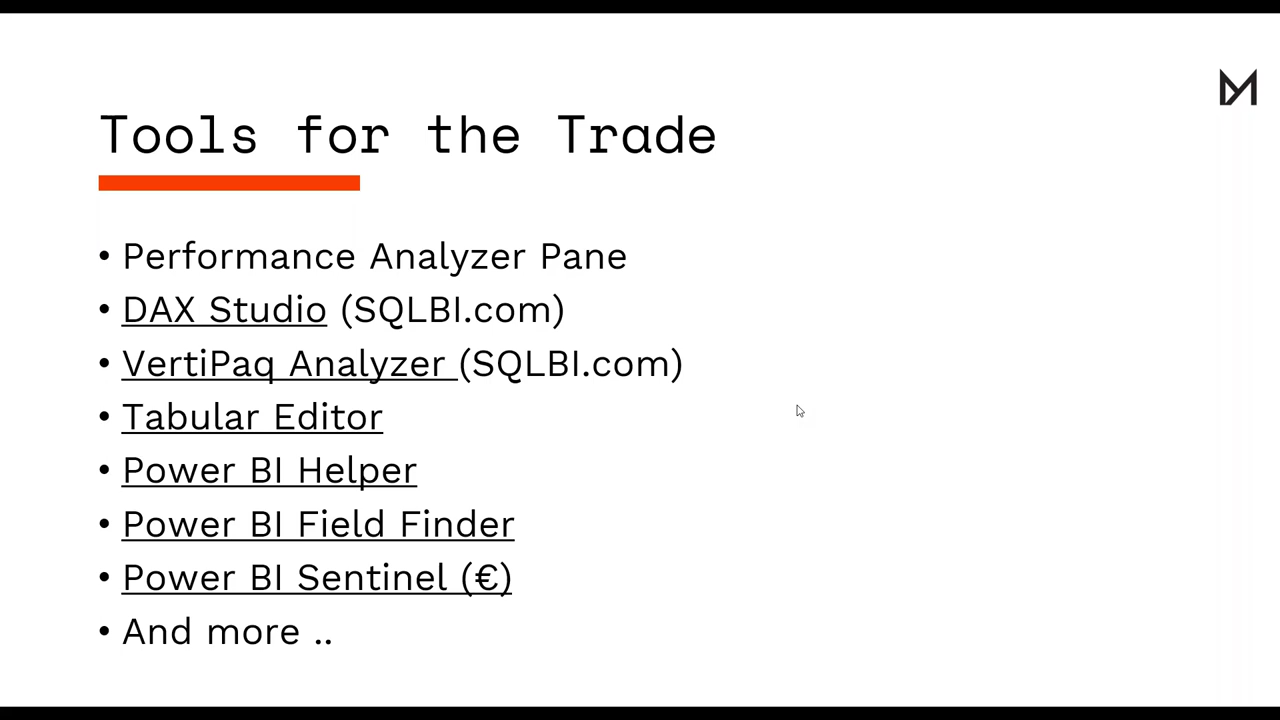 Tools for the Trade
• Performance Analyzer Pane
• DAX Studio (SQLBI.com)
• VertiPaq Analyzer (SQLBI.com)
• Tabular Editor
• Power BI Helper
• Power BI Field Finder
• Power BI Sentinel (€)
• And more ..